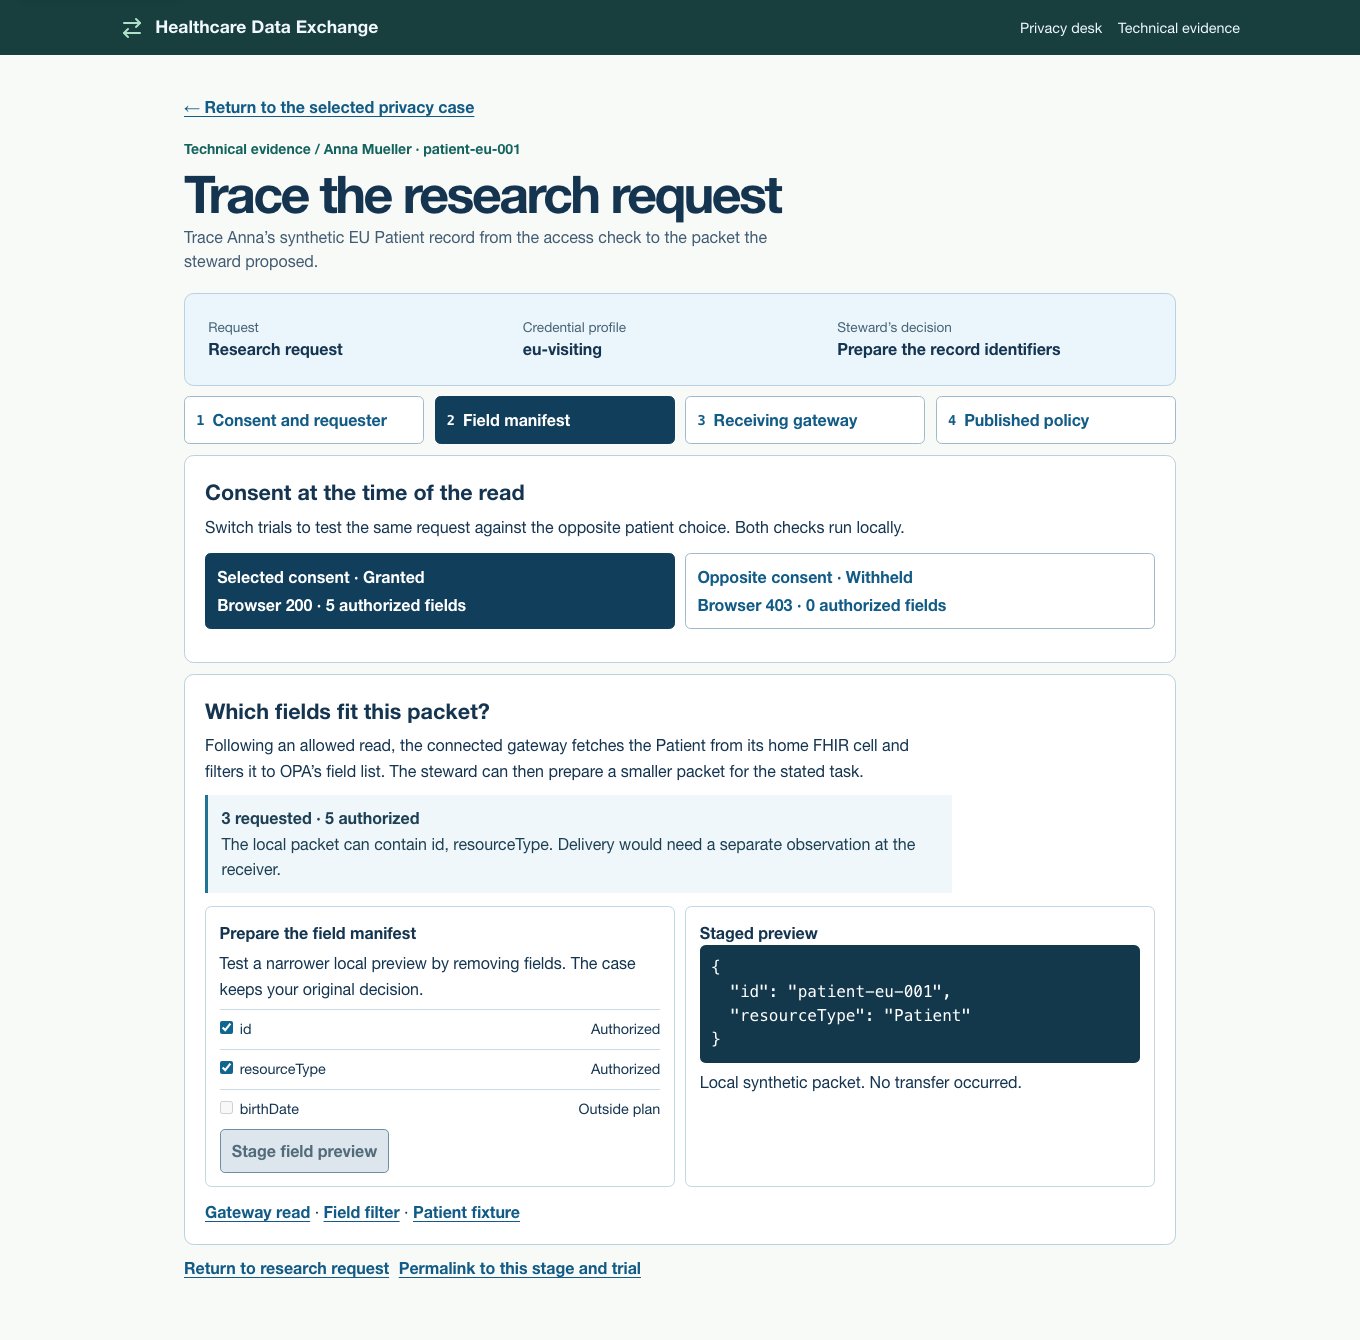 Healthcare Data Exchange
Privacy desk Technical evidence
← Return to the selected privacy case
Technical evidence / Anna Mueller · patient-eu-001
Trace the research request
Trace Anna’s synthetic EU Patient record from the access check to the packet the
steward proposed.
Request
Research request
Credential profile
eu-visiting
Steward’s decision
Prepare the record identifiers
1 Consent and requester
2 Field manifest
3 Receiving gateway
4 Published policy
Consent at the time of the read
Switch trials to test the same request against the opposite patient choice. Both checks run locally.
Selected consent · Granted
Browser 200 · 5 authorized fields
Opposite consent · Withheld
Browser 403 · 0 authorized fields
Which fields fit this packet?
Following an allowed read, the connected gateway fetches the Patient from its home FHIR cell and
filters it to OPA’s field list. The steward can then prepare a smaller packet for the stated task.
3 requested · 5 authorized
The local packet can contain id, resourceType. Delivery would need a separate observation at the
receiver.
Prepare the field manifest
Test a narrower local preview by removing fields. The case
keeps your original decision.
id Authorized
resourceType Authorized
birthDate Outside plan
Stage field preview
Staged preview
{
"id": "patient-eu-001",
"resourceType": "Patient"
}
Local synthetic packet. No transfer occurred.
Gateway read · Field filter · Patient fixture
Return to research request Permalink to this stage and trial